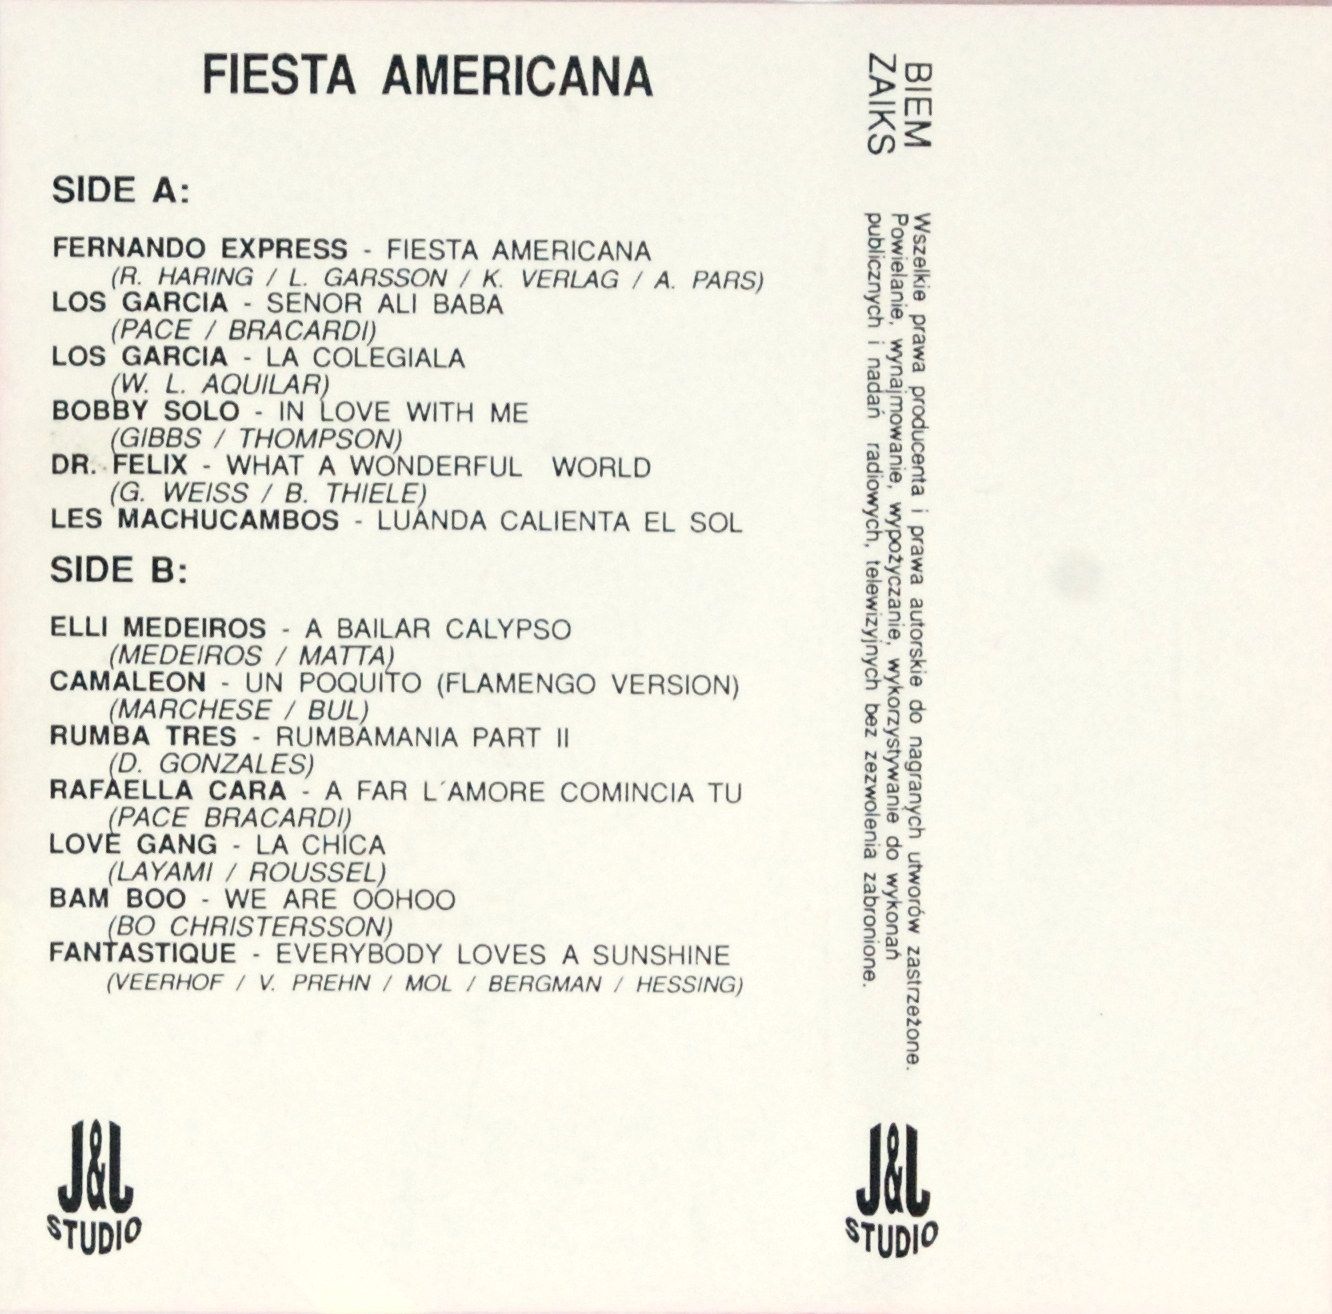 FIESTA AMERICANA
SIDE A:
FERNANDO EXPRESS - FIESTA AMERICANA
(R. HARING / L. GARSSON / K. VERLAG / A. PARS)
LOS GARCIA - SENOR ALI BABA
(PACE / BRACARDI)
LOS GARCIA - LA COLEGIALA
(W. L. AQUILAR)
BOBBY SOLO - IN LOVE WITH ME
(GIBBS / THOMPSON)
DR. FELIX - WHAT A WONDERFUL WORLD
(G. WEISS / B. THIELE)
LES MACHUCAMBOS - LUANDA CALIENTA EL SOL
SIDE B:
ELLI MEDEIROS - A BAILAR CALYPSO
(MEDEIROS / MATTA)
CAMALEON - UN POQUITO (FLAMENGO VERSION)
(MARCHESE / BUL)
RUMBA TRES - RUMBAMANIA PART II
(D. GONZALES)
RAFAELLA CARA - A FAR L´AMORE COMINCIA TU
(PACE BRACARDI)
LOVE GANG - LA CHICA
(LAYAMI / ROUSSEL)
BAM BOO - WE ARE OOHOO
(BO CHRISTERSSON)
FANTASTIQUE - EVERYBODY LOVES A SUNSHINE
(VEERHOF / V. PREHN / MOL / BERGMAN / HESSING)
J&J
STUDIO
BIEM
ZAIKS
Wszelkie prawa producenta i prawa autorskie do nagranych utworów zastrzeżone.
Powielanie, wynajmowanie, wypożyczanie, wykorzystywanie do wykonań
publicznych i nadań radiowych, telewizyjnych bez zezwolenia zabronione.
J&J
STUDIO